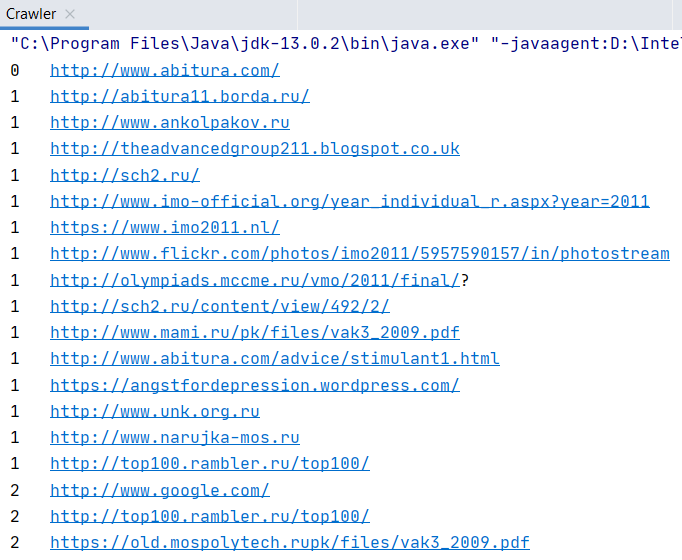 Crawler
"C:\Program Files\Java\jdk-13.0.2\bin\java.exe" "-javaagent:D:\Inte
0 http://www.abitura.com/
1 http://abitura11.borda.ru/
1 http://www.ankolpakov.ru
1 http://theadvancedgroup211.blogspot.co.uk
1 http://sch2.ru/
1 http://www.imo-official.org/year_individual_r.aspx?year=2011
1 https://www.imo2011.nl/
1 http://www.flickr.com/photos/imo2011/5957590157/in/photostream
1 http://olympiads.mccme.ru/vmo/2011/final/?
1 http://sch2.ru/content/view/492/2/
1 http://www.mami.ru/pk/files/vak3_2009.pdf
1 http://www.abitura.com/advice/stimulant1.html
1 https://angstfordepression.wordpress.com/
1 http://www.unk.org.ru
1 http://www.narujka-mos.ru
1 http://top100.rambler.ru/top100/
2 http://www.google.com/
2 http://top100.rambler.ru/top100/
2 https://old.mospolytech.rupk/files/vak3_2009.pdf